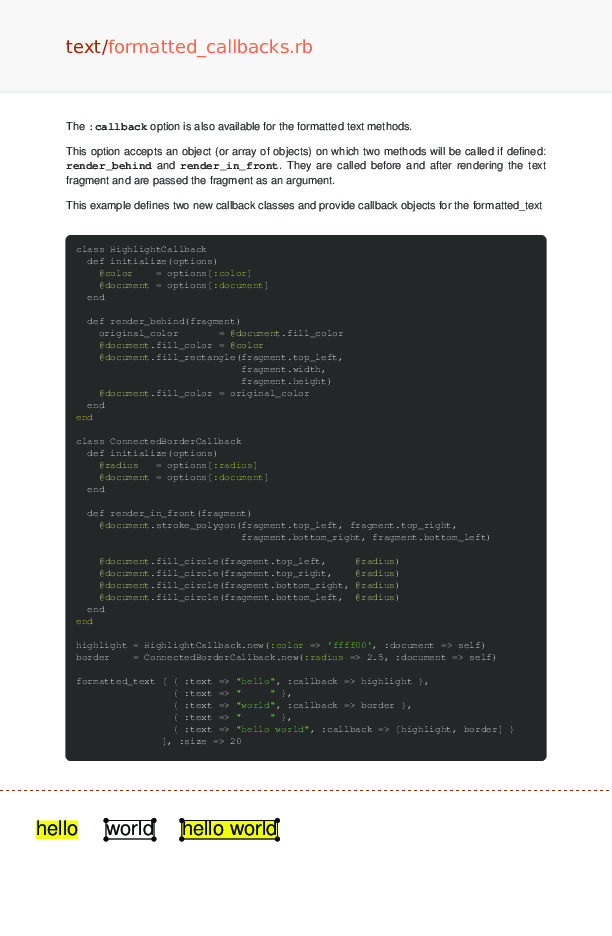 text/formatted_callbacks.rb
The :callback option is also available for the formatted text methods.
This option accepts an object (or array of objects) on which two methods will be called if defined:
render_behind and render_in_front. They are called before and after rendering the text
fragment and are passed the fragment as an argument.
This example defines two new callback classes and provide callback objects for the formatted_text
class HighlightCallback
  def initialize(options)
    @color    = options[:color]
    @document = options[:document]
  end

  def render_behind(fragment)
    original_color       = @document.fill_color
    @document.fill_color = @color
    @document.fill_rectangle(fragment.top_left,
                             fragment.width,
                             fragment.height)
    @document.fill_color = original_color
  end
end

class ConnectedBorderCallback
  def initialize(options)
    @radius   = options[:radius]
    @document = options[:document]
  end

  def render_in_front(fragment)
    @document.stroke_polygon(fragment.top_left, fragment.top_right,
                             fragment.bottom_right, fragment.bottom_left)

    @document.fill_circle(fragment.top_left,     @radius)
    @document.fill_circle(fragment.top_right,    @radius)
    @document.fill_circle(fragment.bottom_right, @radius)
    @document.fill_circle(fragment.bottom_left,  @radius)
  end
end

highlight = HighlightCallback.new(:color => 'ffff00', :document => self)
border    = ConnectedBorderCallback.new(:radius => 2.5, :document => self)

formatted_text [ { :text => "hello", :callback => highlight },
                 { :text => "     " },
                 { :text => "world", :callback => border },
                 { :text => "     " },
                 { :text => "hello world", :callback => [highlight, border] }
               ], :size => 20
hello world hello world